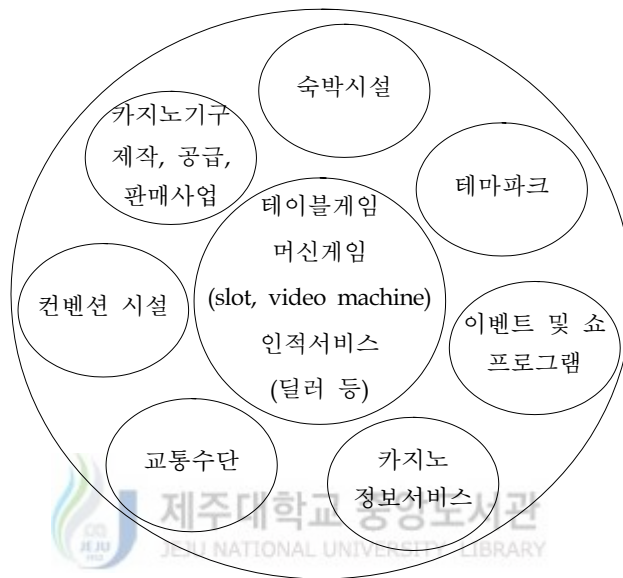 숙박시설
카지노기구
제작, 공급,
판매사업
테마파크
테이블게임
머신게임
(slot, video machine)
인적서비스
(딜러 등)
컨벤션 시설
이벤트 및 쇼
프로그램
교통수단
카지노
정보서비스
제주대학교 중앙도서관
JEJU NATIONAL UNIVERSITY LIBRARY
JEJU
1952